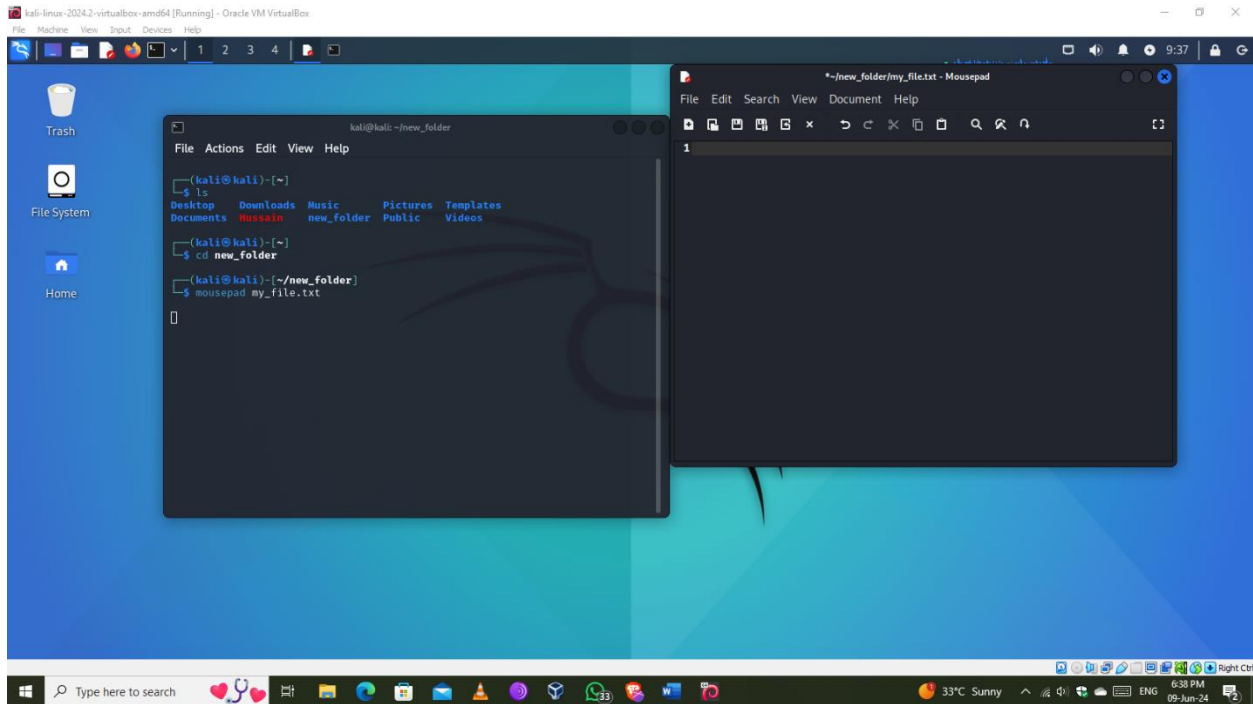 kali-linux-2024.2-virtualbox-amd64 [Running] - Oracle VM VirtualBox
File Machine View Input Devices Help
1 2 3 4
9:37
Trash
File System
Home
kali@kali: ~/new_folder
File Actions Edit View Help
(kali㉿kali)-[~]
$ ls
Desktop Downloads Music Pictures Templates
Documents Hussain new_folder Public Videos
(kali㉿kali)-[~]
$ cd new_folder
(kali㉿kali)-[~/new_folder]
$ mousepad my_file.txt
*~/new_folder/my_file.txt - Mousepad
File Edit Search View Document Help
1
Right Ctrl
Type here to search
33
33°C Sunny
ENG
6:38 PM
09-Jun-24
2